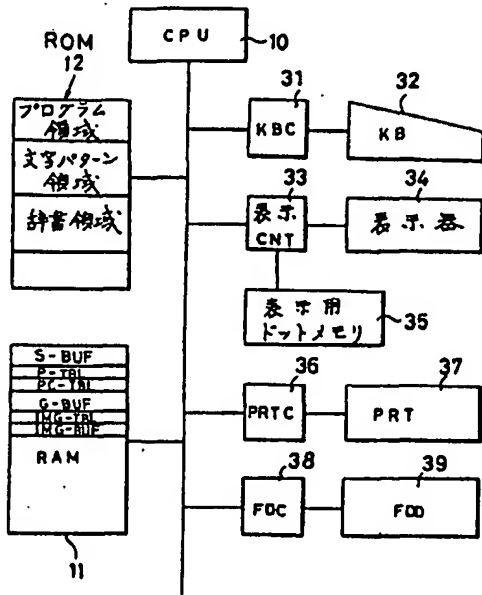 CPU
10
ROM
12
プログラム
領域
文字パターン
領域
辞書領域
31
KBC
32
KB
33
表示
CNT
34
表示器
表示用
ドットメモリ
35
S-BUF
P-TBL
PC-TBL
G-BUF
IMG-TBL
IMG-BUF
RAM
11
36
PRTC
37
PRT
38
FDC
39
FDD